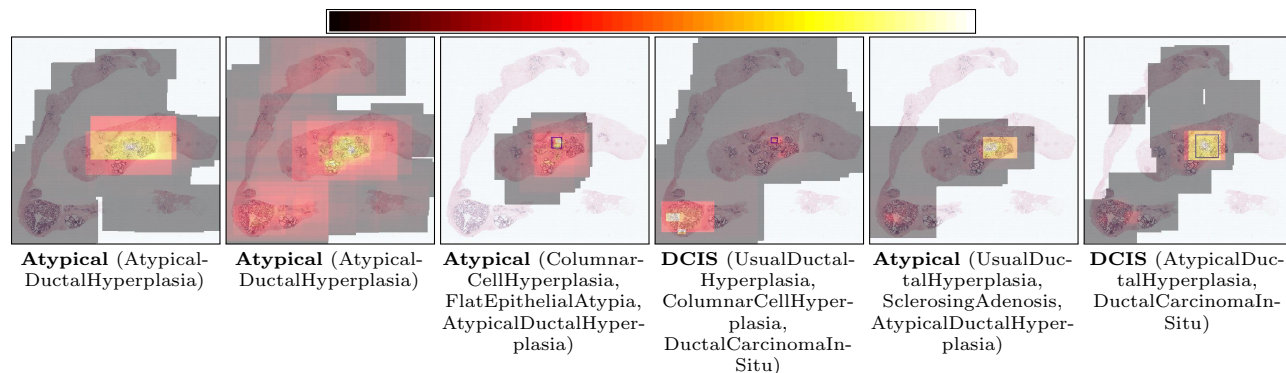 Atypical (Atypical-
DuctalHyperplasia)
Atypical (Atypical-
DuctalHyperplasia)
Atypical (Columnar-
CellHyperplasia,
FlatEpithelialAtypia,
AtypicalDuctalHyper-
plasia)
DCIS (UsualDuctal-
Hyperplasia,
ColumnarCellHyper-
plasia,
DuctalCarcinomaIn-
Situ)
Atypical (UsualDuc-
talHyperplasia,
SclerosingAdenosis,
AtypicalDuctalHyper-
plasia)
DCIS (AtypicalDuc-
talHyperplasia,
DuctalCarcinomaIn-
Situ)